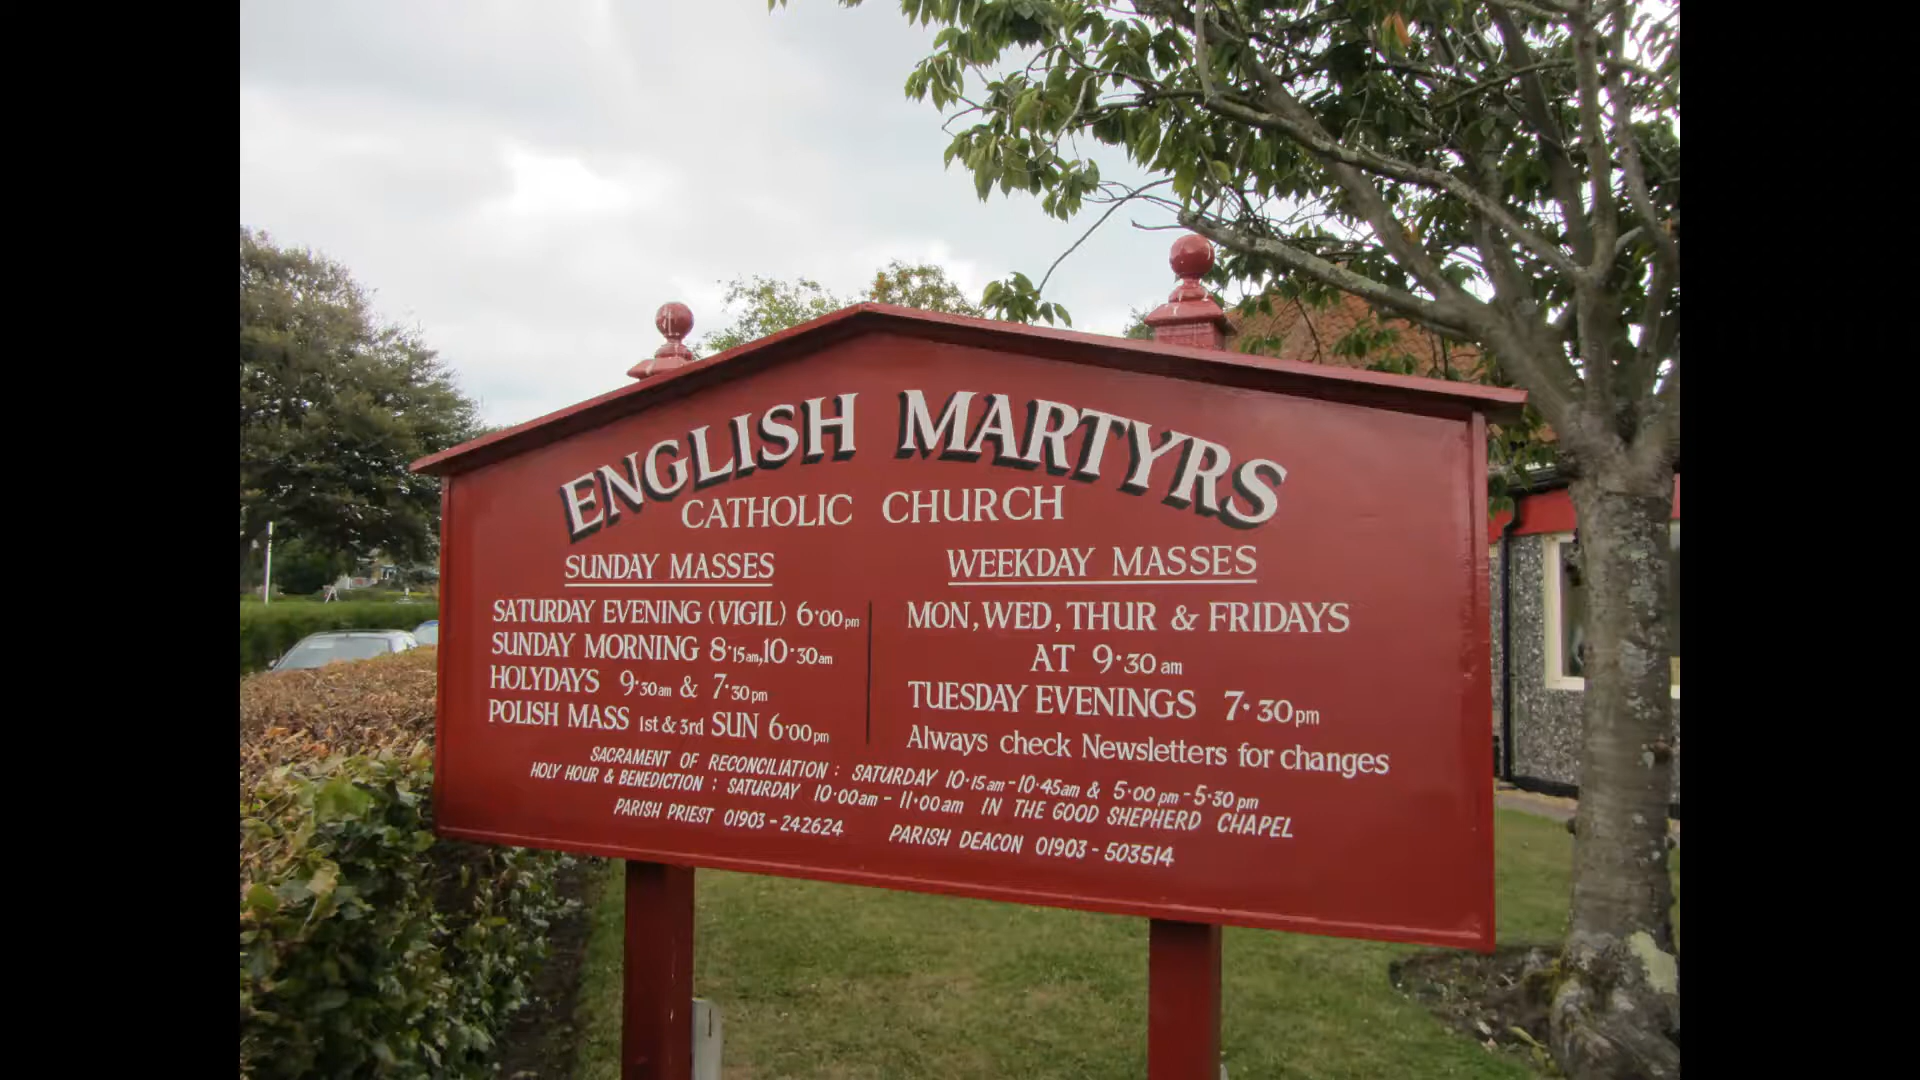 ENGLISH MARTYRS
CATHOLIC CHURCH
SUNDAY MASSES
SATURDAY EVENING (VIGIL) 6·00pm
SUNDAY MORNING 8·15am, 10·30am
HOLYDAYS 9·30am & 7·30pm
POLISH MASS 1st & 3rd SUN 6·00pm
WEEKDAY MASSES
MON, WED, THUR & FRIDAYS
AT 9·30am
TUESDAY EVENINGS 7·30pm
Always check Newsletters for changes
SACRAMENT OF RECONCILIATION : SATURDAY 10·15am - 10·45am & 5·00pm - 5·30pm
HOLY HOUR & BENEDICTION : SATURDAY 10·00am - 11·00am IN THE GOOD SHEPHERD CHAPEL
PARISH PRIEST 01903 - 242624 PARISH DEACON 01903 - 503514